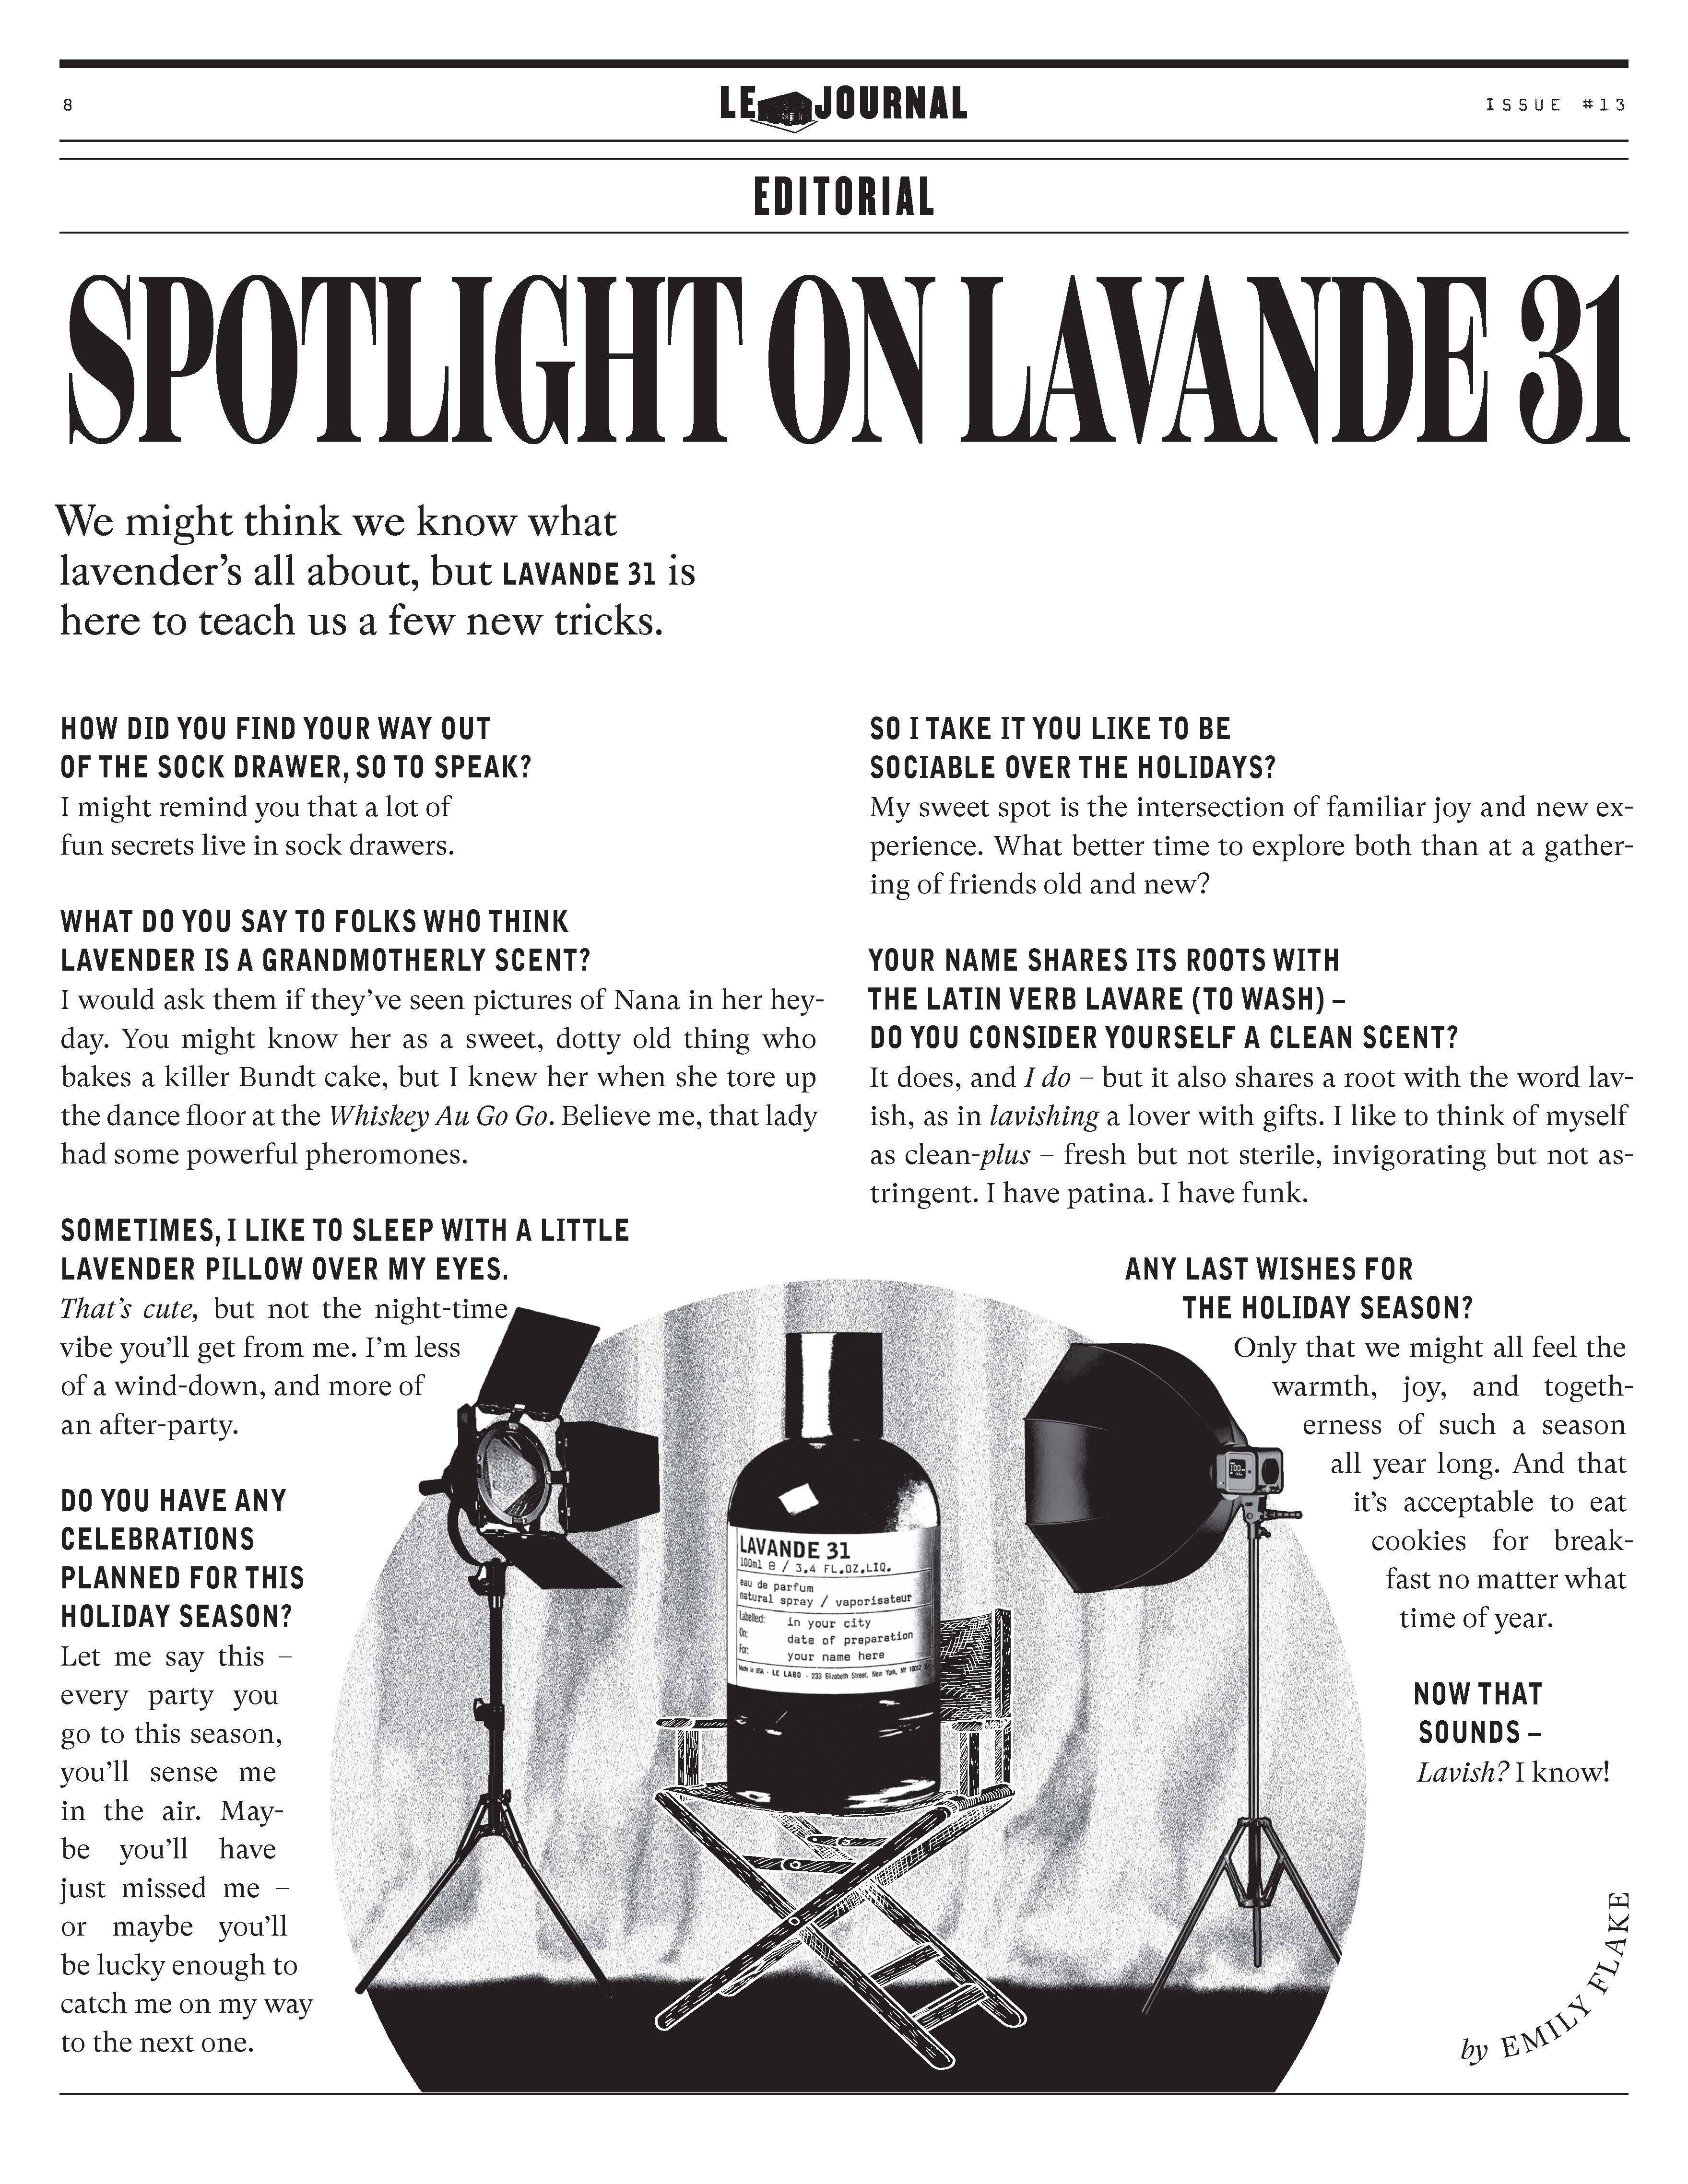 8
LE JOURNAL
ISSUE #13
EDITORIAL
SPOTLIGHT ON LAVANDE 31
We might think we know what
lavender's all about, but LAVANDE 31 is
here to teach us a few new tricks.
HOW DID YOU FIND YOUR WAY OUT
OF THE SOCK DRAWER, SO TO SPEAK?
I might remind you that a lot of
fun secrets live in sock drawers.
WHAT DO YOU SAY TO FOLKS WHO THINK
LAVENDER IS A GRANDMOTHERLY SCENT?
I would ask them if they've seen pictures of Nana in her hey-
day. You might know her as a sweet, dotty old thing who
bakes a killer Bundt cake, but I knew her when she tore up
the dance floor at the Whiskey Au Go Go. Believe me, that lady
had some powerful pheromones.
SOMETIMES, I LIKE TO SLEEP WITH A LITTLE
LAVENDER PILLOW OVER MY EYES.
That's cute, but not the night-time
vibe you'll get from me. I'm less
of a wind-down, and more of
an after-party.
DO YOU HAVE ANY
CELEBRATIONS
PLANNED FOR THIS
HOLIDAY SEASON?
Let me say this –
every party you
go to this season,
you'll sense me
in the air. May-
be you'll have
just missed me –
or maybe you'll
be lucky enough to
catch me on my way
to the next one.
SO I TAKE IT YOU LIKE TO BE
SOCIABLE OVER THE HOLIDAYS?
My sweet spot is the intersection of familiar joy and new ex-
perience. What better time to explore both than at a gather-
ing of friends old and new?
YOUR NAME SHARES ITS ROOTS WITH
THE LATIN VERB LAVARE (TO WASH) –
DO YOU CONSIDER YOURSELF A CLEAN SCENT?
It does, and I do – but it also shares a root with the word lav-
ish, as in lavishing a lover with gifts. I like to think of myself
as clean-plus – fresh but not sterile, invigorating but not as-
tringent. I have patina. I have funk.
ANY LAST WISHES FOR
THE HOLIDAY SEASON?
Only that we might all feel the
warmth, joy, and togeth-
erness of such a season
all year long. And that
it's acceptable to eat
cookies for break-
fast no matter what
time of year.
NOW THAT
SOUNDS –
Lavish? I know!
by EMILY FLAKE
LAVANDE 31
100ml e / 3.4 FL.OZ.LIQ.
eau de parfum
natural spray / vaporisateur
Labelled: in your city
On: date of preparation
For: your name here
Made in USA - LE LABO - 233 Elizabeth Street, New York, NY 10012